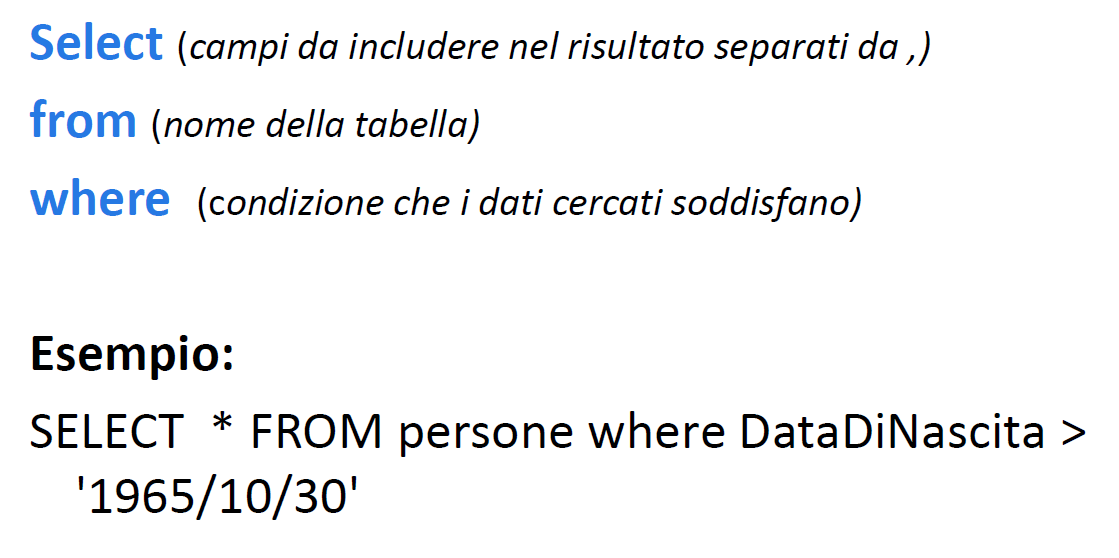 Select (campi da includere nel risultato separati da ,)
from (nome della tabella)
where (condizione che i dati cercati soddisfano)
Esempio:
SELECT * FROM persone where DataDiNascita >
'1965/10/30'